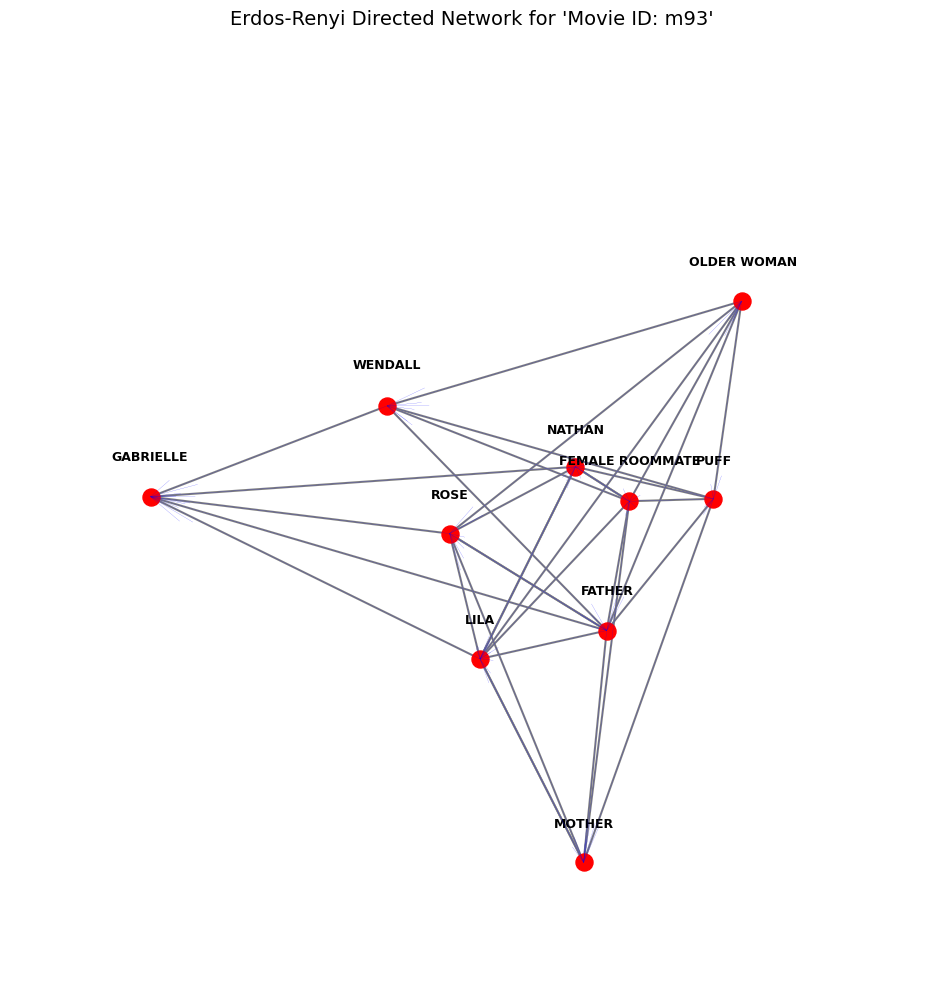 Erdos-Renyi Directed Network for 'Movie ID: m93'
OLDER WOMAN
WENDALL
NATHAN
GABRIELLE
FEMALE ROOMMATE
PUFF
ROSE
FATHER
LILA
MOTHER